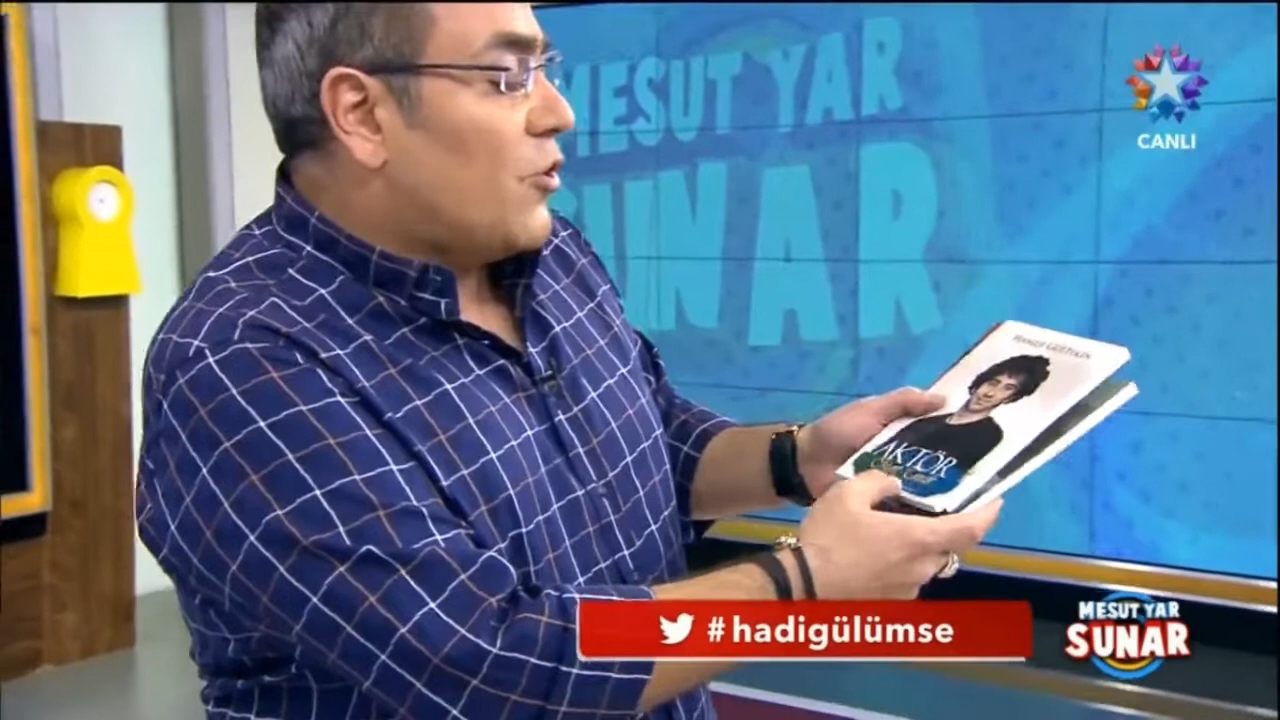 MESUT YAR
SUNAR
CANLI
AKTÖR
#hadigülümse
MESUT YAR
SUNAR